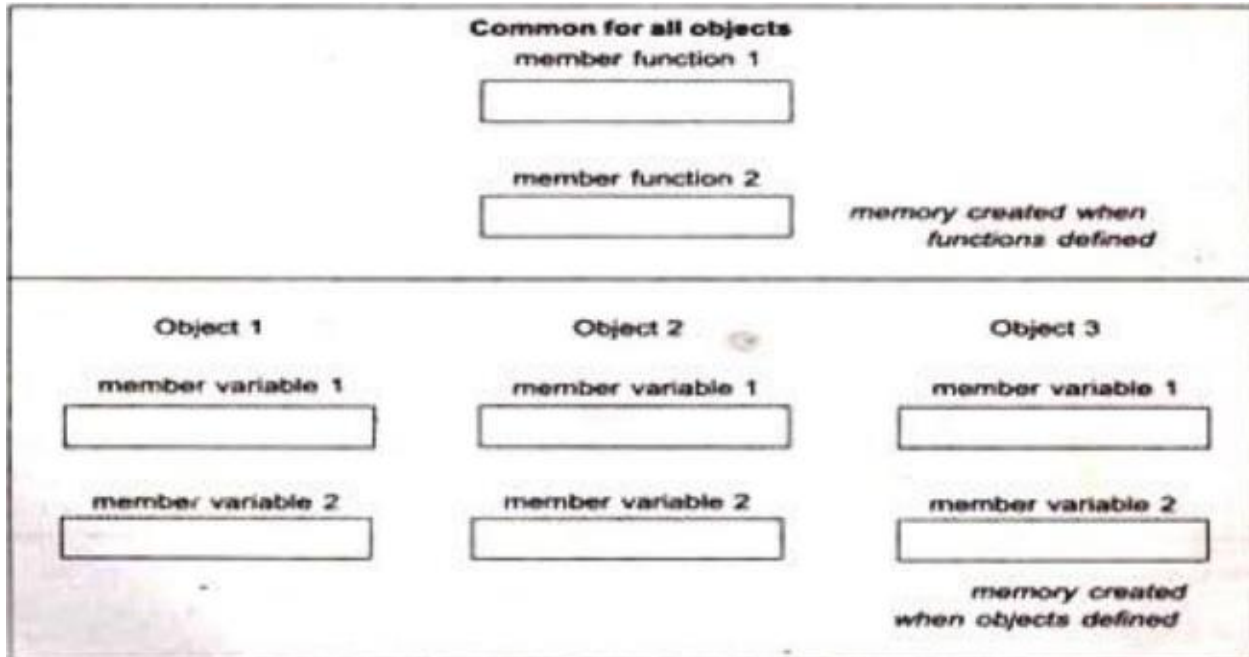 Common for all objects
member function 1
member function 2
memory created when
functions defined
Object 1
Object 2
Object 3
member variable 1
member variable 1
member variable 1
member variable 2
member variable 2
member variable 2
memory created
when objects defined